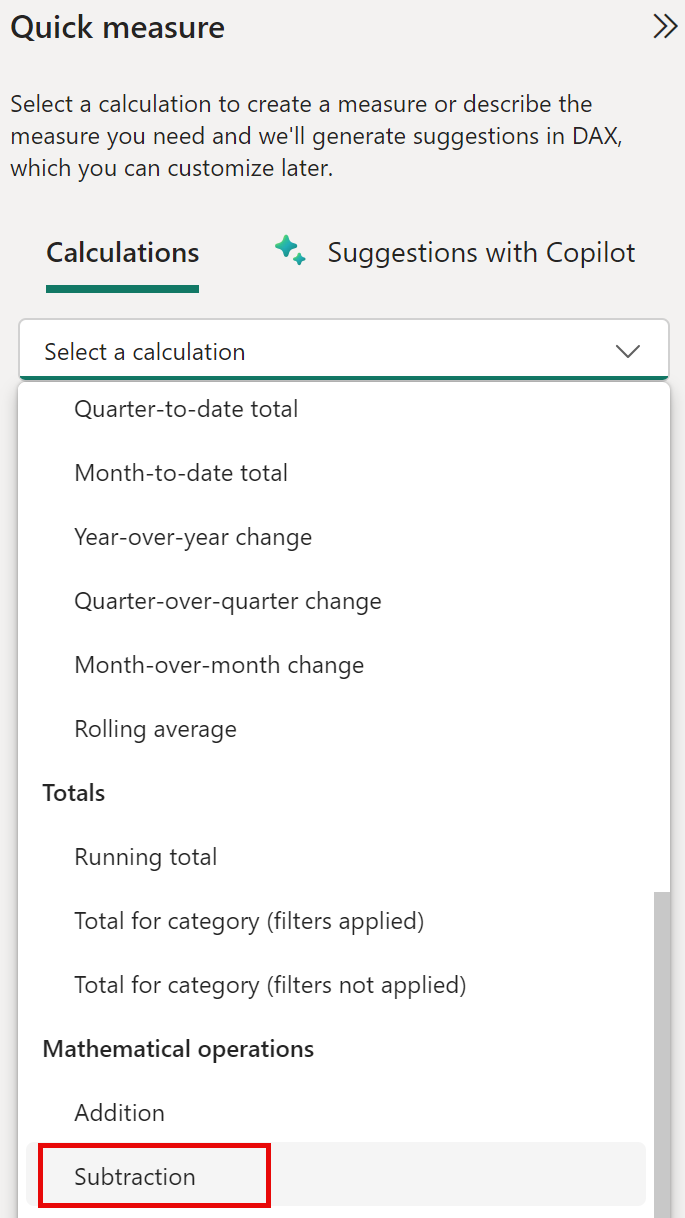 Quick measure
Select a calculation to create a measure or describe the
measure you need and we'll generate suggestions in DAX,
which you can customize later.
Calculations
Suggestions with Copilot
Select a calculation
Quarter-to-date total
Month-to-date total
Year-over-year change
Quarter-over-quarter change
Month-over-month change
Rolling average
Totals
Running total
Total for category (filters applied)
Total for category (filters not applied)
Mathematical operations
Addition
Subtraction